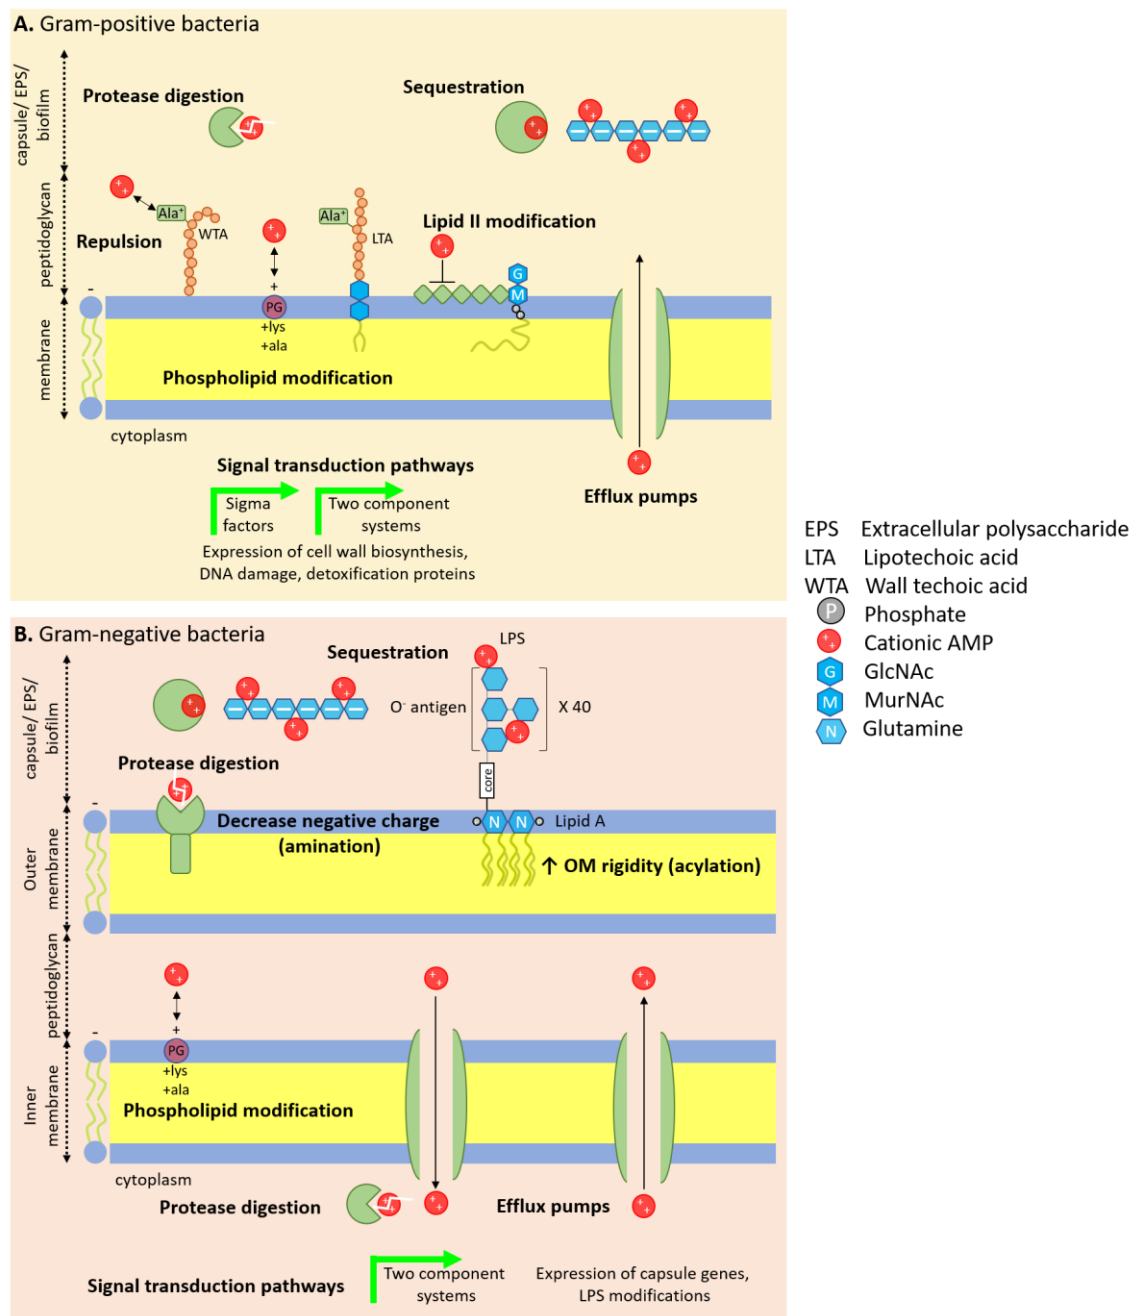 A. Gram-positive bacteria
capsule/ EPS/
biofilm
Protease digestion
Sequestration
peptidoglycan
Ala⁺
Repulsion
WTA
Ala⁺
LTA
Lipid II modification
G
M
-
+
PG
+lys
+ala
membrane
Phospholipid modification
cytoplasm
Signal transduction pathways
Sigma
factors
Two component
systems
Expression of cell wall biosynthesis,
DNA damage, detoxification proteins
Efflux pumps
EPS Extracellular polysaccharide
LTA Lipotechoic acid
WTA Wall techoic acid
P Phosphate
++ Cationic AMP
G GlcNAc
M MurNAc
N Glutamine
B. Gram-negative bacteria
capsule/ EPS/
biofilm
Sequestration
LPS
O⁻ antigen
X 40
Protease digestion
core
-
Outer
membrane
Decrease negative charge
(amination)
N N Lipid A
↑ OM rigidity (acylation)
peptidoglycan
-
+
PG
+lys
+ala
Inner
membrane
Phospholipid modification
cytoplasm
Protease digestion
Efflux pumps
Signal transduction pathways
Two component
systems
Expression of capsule genes,
LPS modifications